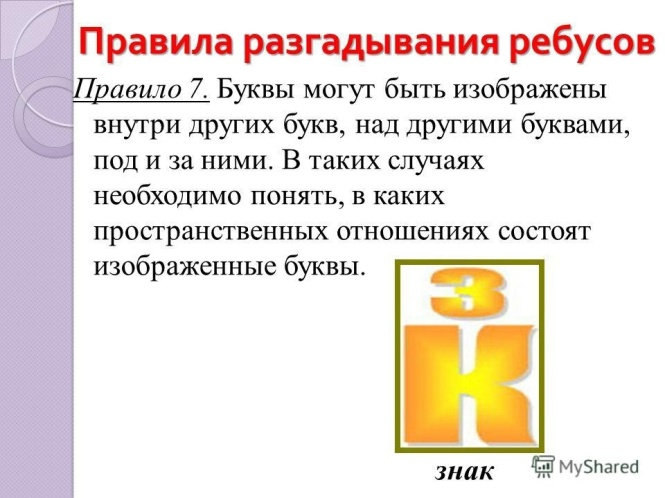 Правила разгадывания ребусов
Правило 7. Буквы могут быть изображены
внутри других букв, над другими буквами,
под и за ними. В таких случаях
необходимо понять, в каких
пространственных отношениях состоят
изображенные буквы.
З
К
знак
MyShared